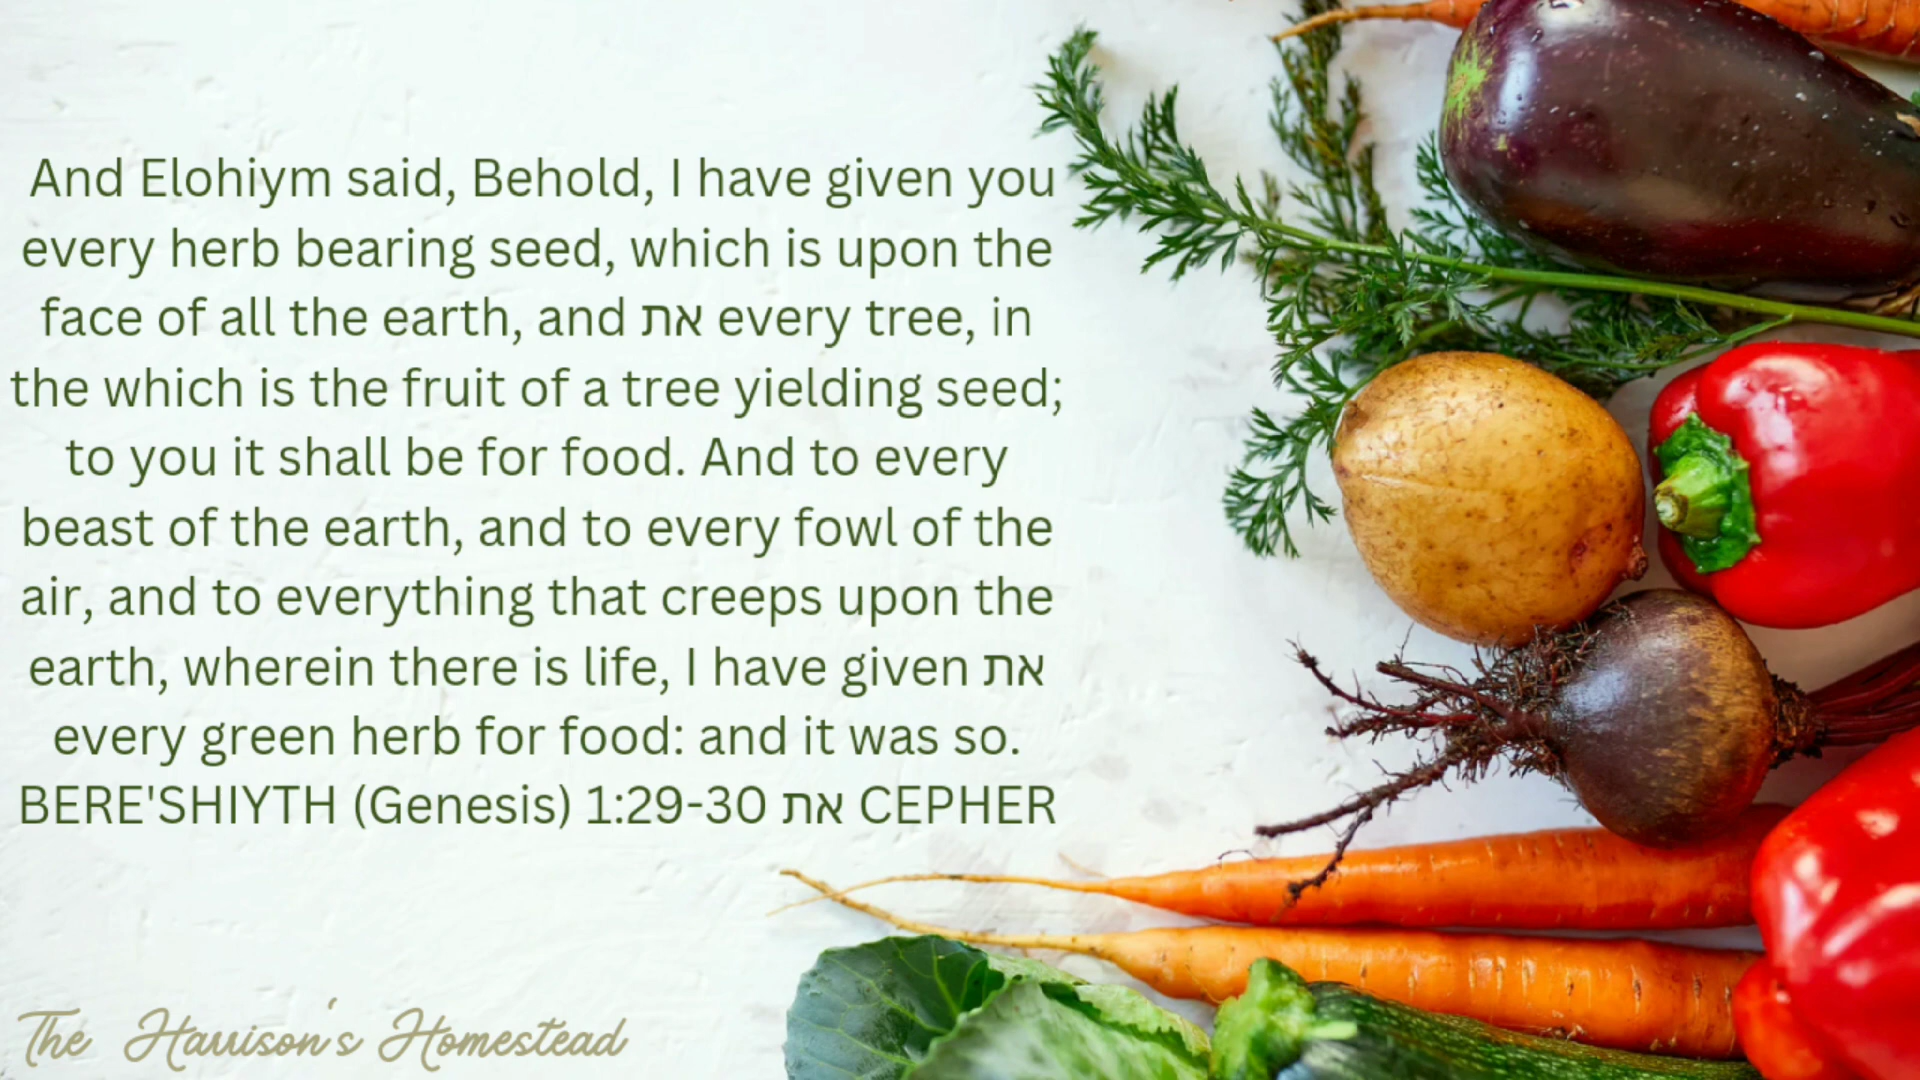 And Elohiym said, Behold, I have given you
every herb bearing seed, which is upon the
face of all the earth, and את every tree, in
the which is the fruit of a tree yielding seed;
to you it shall be for food. And to every
beast of the earth, and to every fowl of the
air, and to everything that creeps upon the
earth, wherein there is life, I have given את
every green herb for food: and it was so.
BERE'SHIYTH (Genesis) 1:29-30 את CEPHER
The Harrison's Homestead